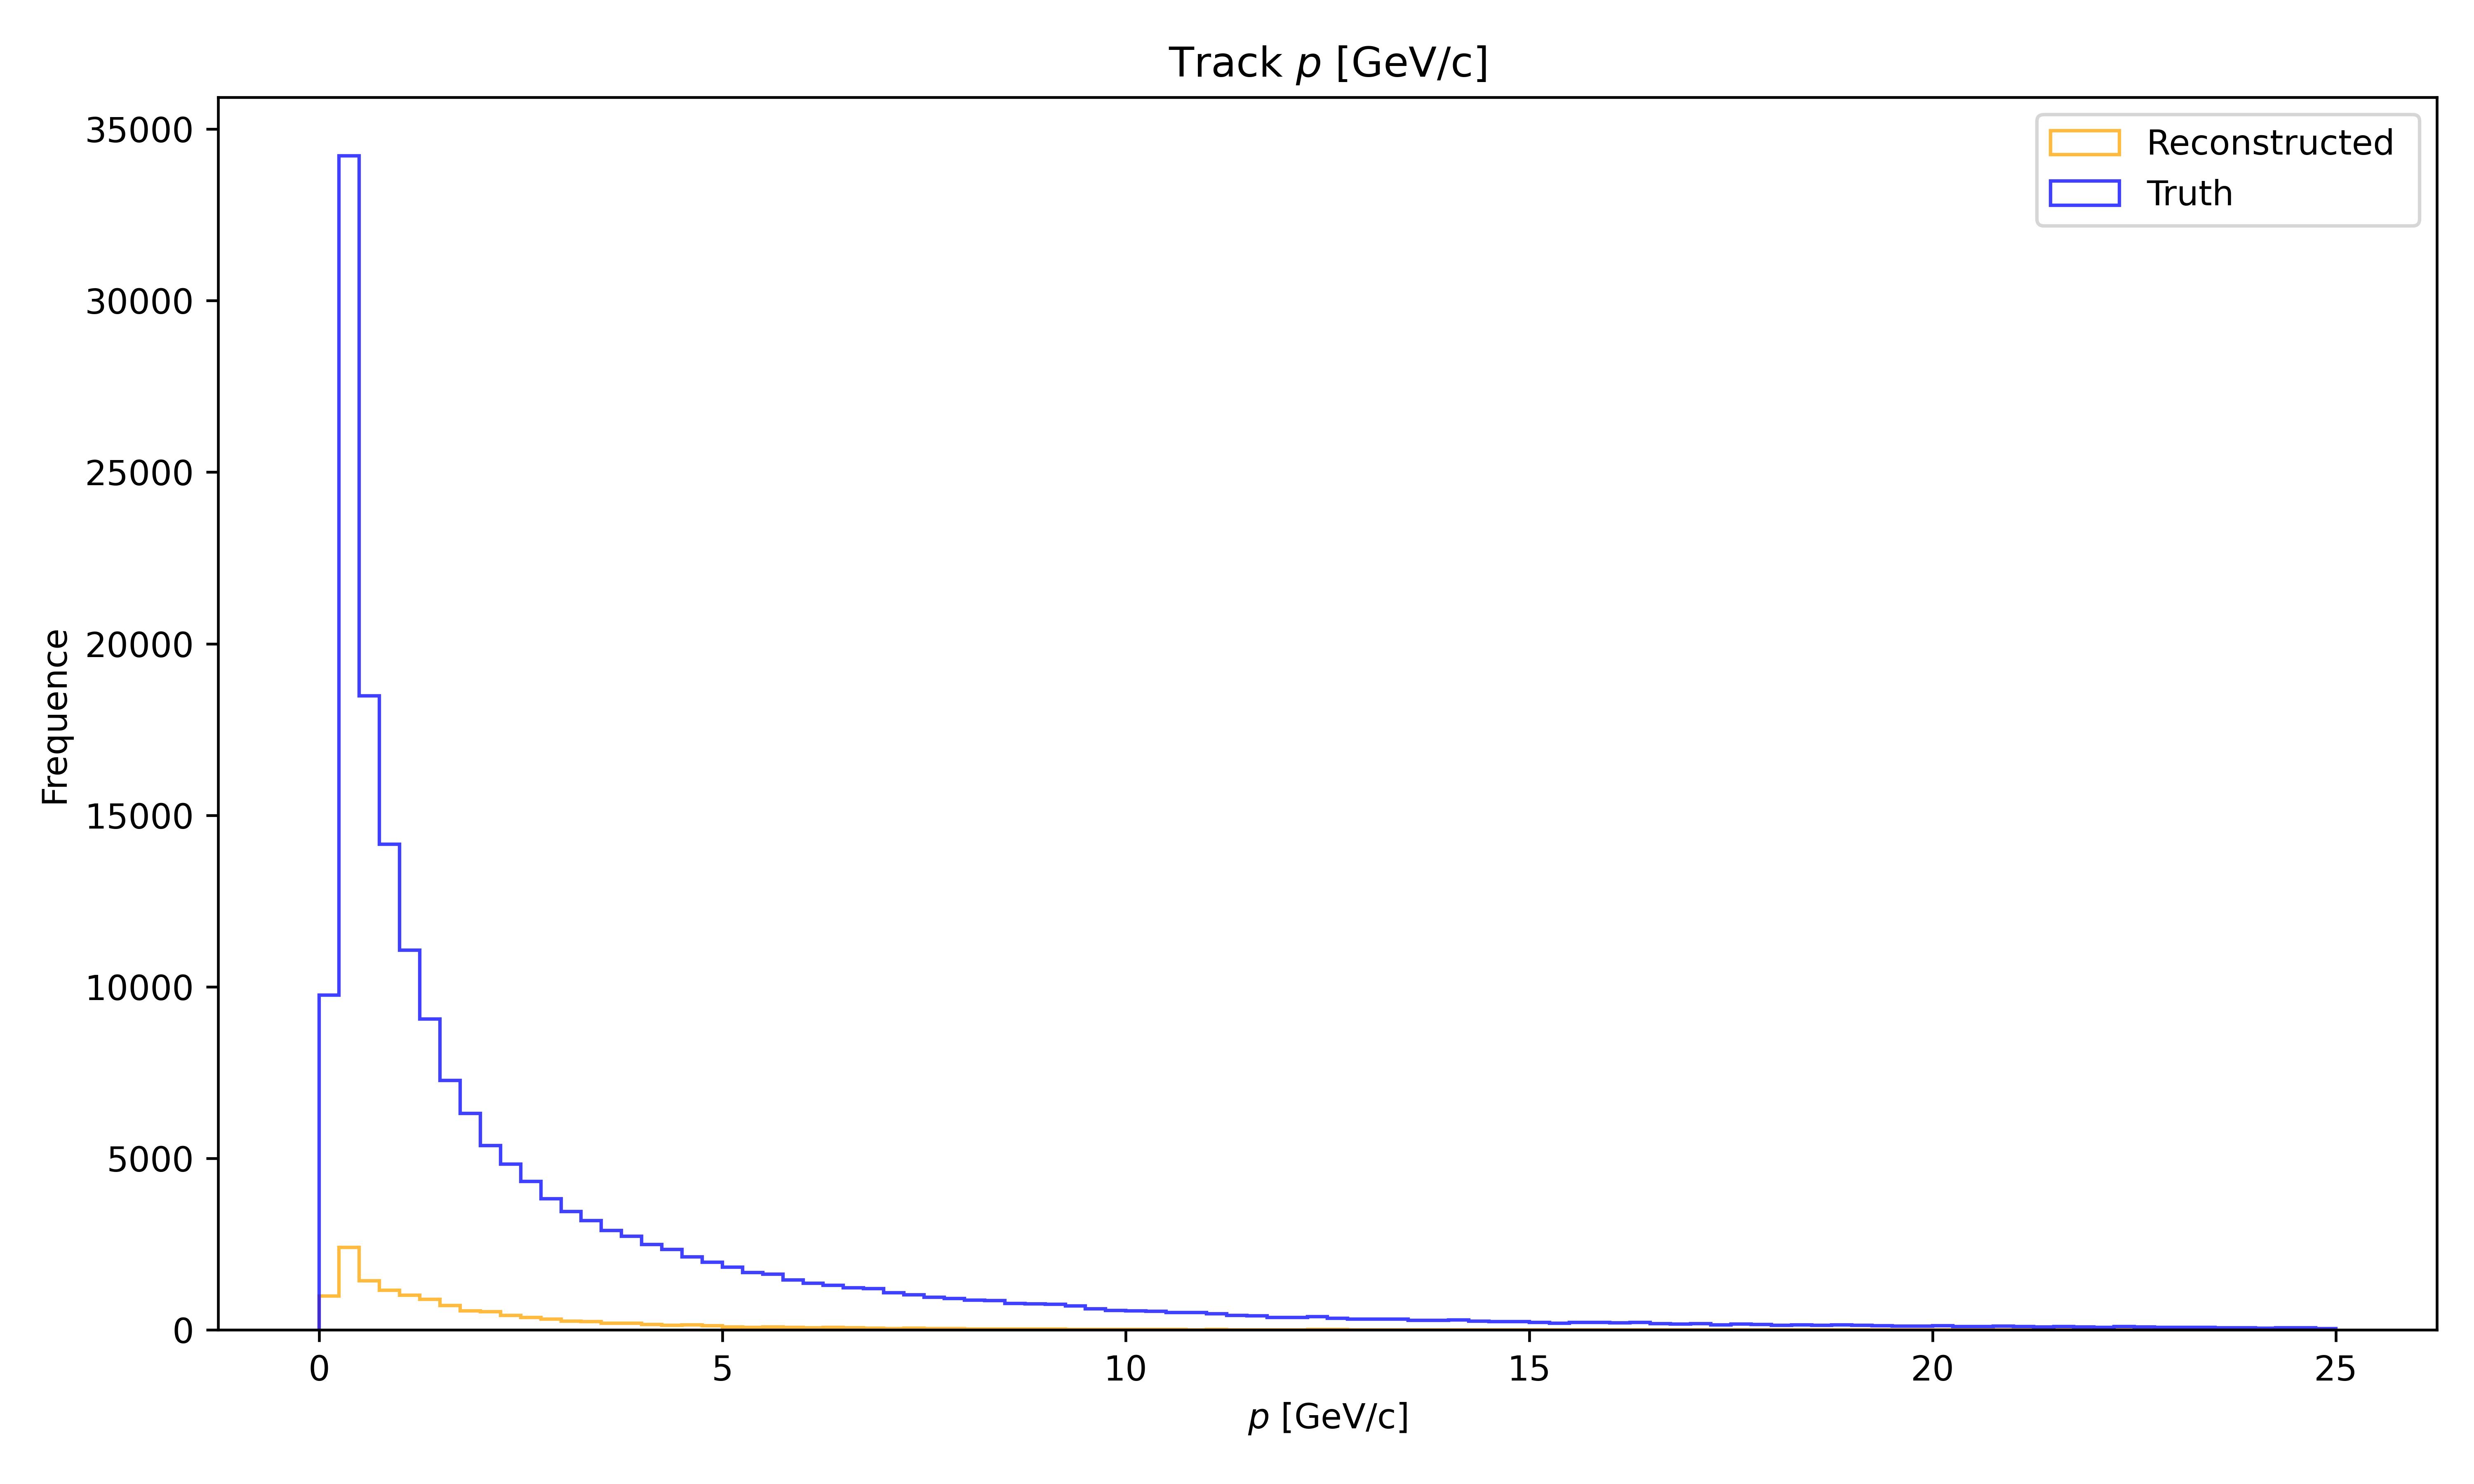 Track p [GeV/c]
Reconstructed
Truth
35000
30000
25000
20000
15000
10000
5000
0
Frequence
0 5 10 15 20 25
p [GeV/c]